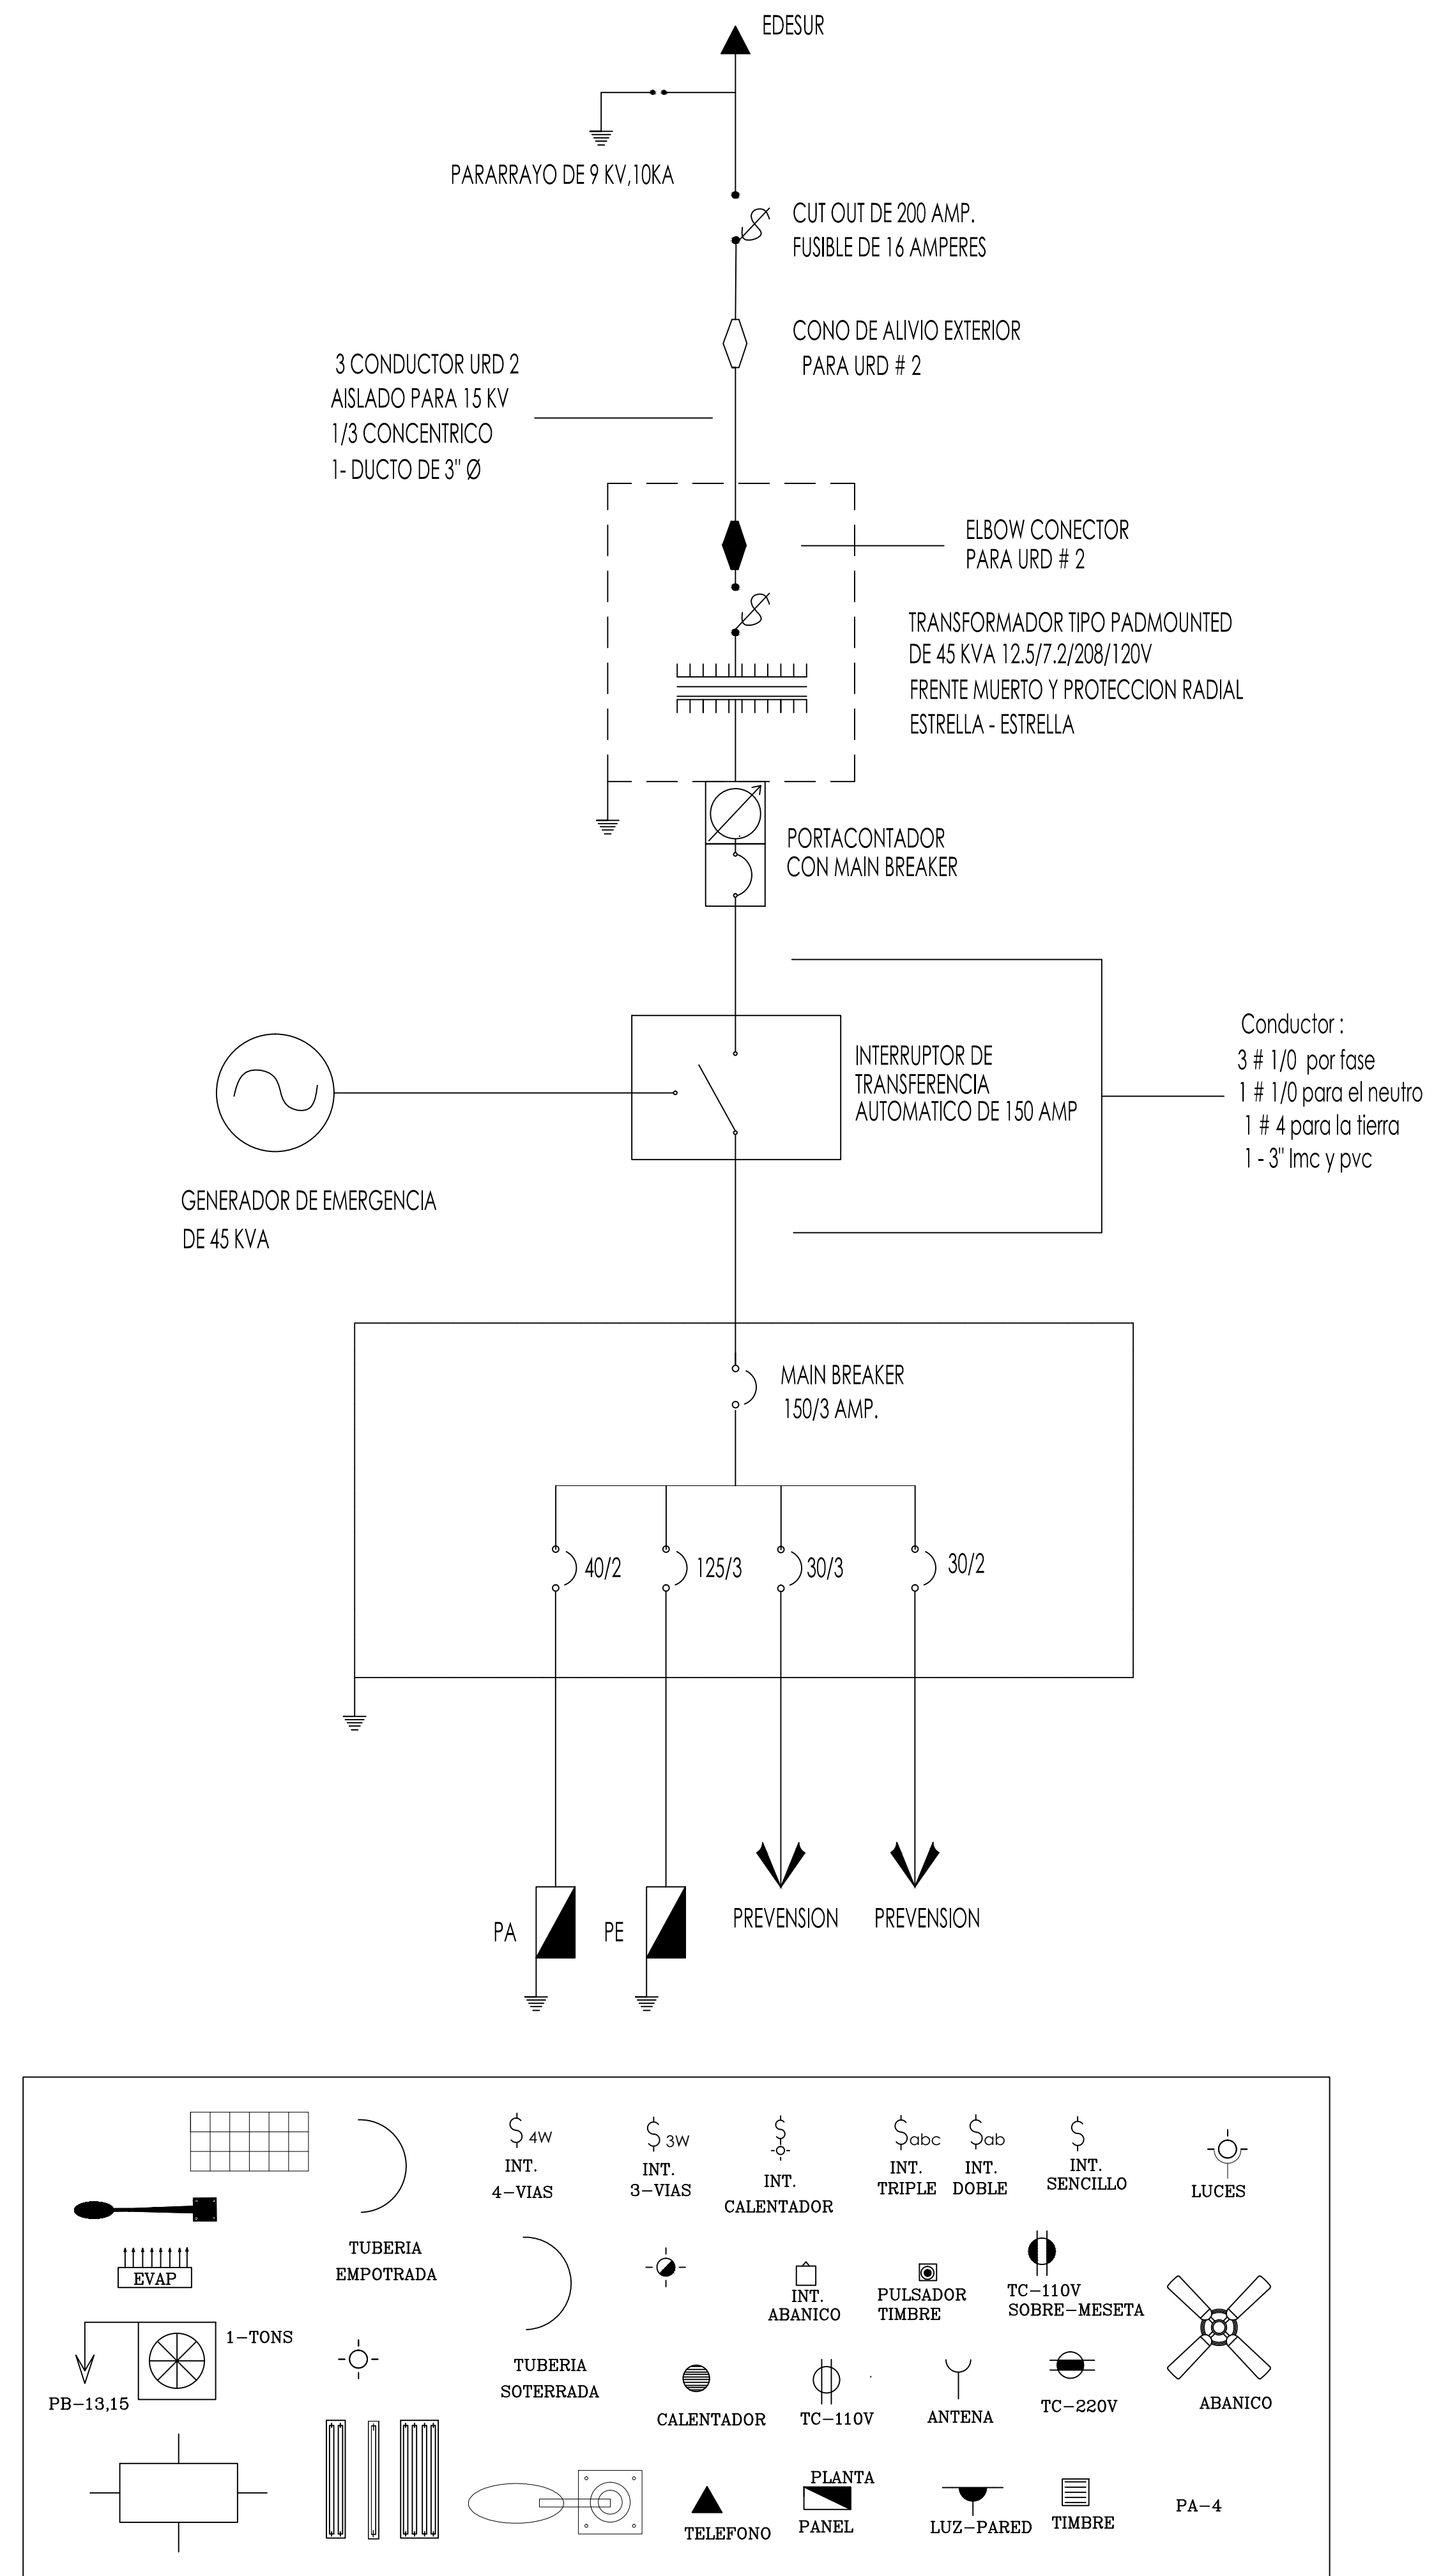 EDESUR
PARARRAYO DE 9 KV,10KA
CUT OUT DE 200 AMP.
FUSIBLE DE 16 AMPERES
CONO DE ALIVIO EXTERIOR
PARA URD # 2
3 CONDUCTOR URD 2
AISLADO PARA 15 KV
1/3 CONCENTRICO
1- DUCTO DE 3" Ø
ELBOW CONECTOR
PARA URD # 2
TRANSFORMADOR TIPO PADMOUNTED
DE 45 KVA 12.5/7.2/208/120V
FRENTE MUERTO Y PROTECCION RADIAL
ESTRELLA - ESTRELLA
PORTACONTADOR
CON MAIN BREAKER
Conductor :
3 # 1/0 por fase
1 # 1/0 para el neutro
1 # 4 para la tierra
1 - 3" Imc y pvc
INTERRUPTOR DE
TRANSFERENCIA
AUTOMATICO DE 150 AMP
GENERADOR DE EMERGENCIA
DE 45 KVA
MAIN BREAKER
150/3 AMP.
40/2
125/3
30/3
30/2
PA
PE
PREVENSION
PREVENSION
$ 4W
INT.
4-VIAS
$ 3W
INT.
3-VIAS
$
INT.
CALENTADOR
$abc
INT.
TRIPLE
$ab
INT.
DOBLE
$
INT.
SENCILLO
LUCES
TUBERIA
EMPOTRADA
EVAP
INT.
ABANICO
PULSADOR
TIMBRE
TC-110V
SOBRE-MESETA
1-TONS
PB-13,15
TUBERIA
SOTERRADA
CALENTADOR
TC-110V
ANTENA
TC-220V
ABANICO
TELEFONO
PLANTA
PANEL
LUZ-PARED
TIMBRE
PA-4